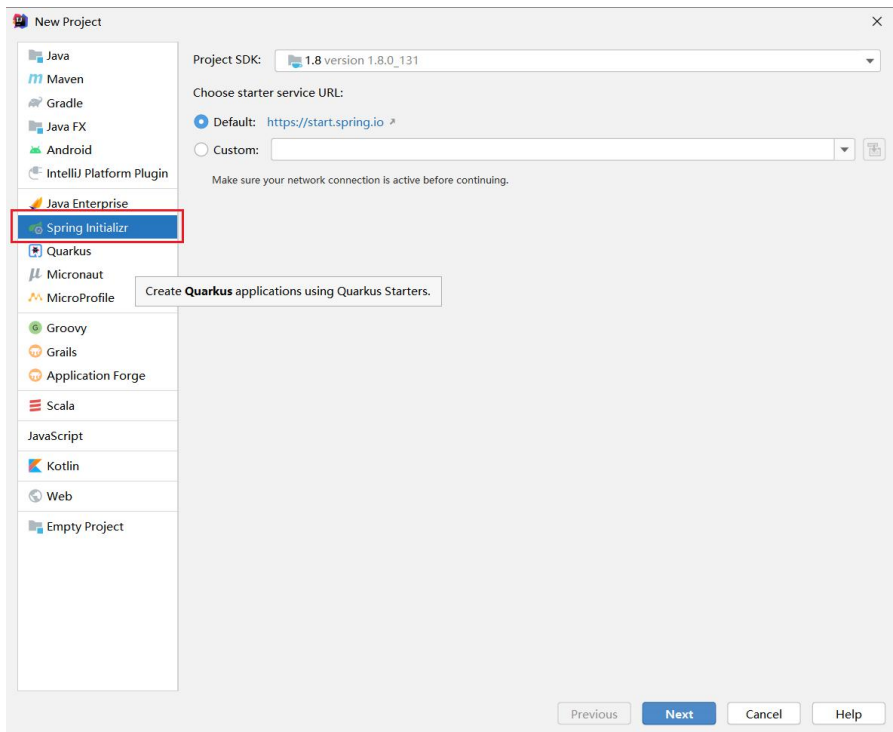 New Project
Java
Maven
Gradle
Java FX
Android
IntelliJ Platform Plugin
Java Enterprise
Spring Initializr
Quarkus
Micronaut
MicroProfile
Groovy
Grails
Application Forge
Scala
JavaScript
Kotlin
Web
Empty Project
Project SDK: 1.8 version 1.8.0_131
Choose starter service URL:
Default: https://start.spring.io
Custom:
Make sure your network connection is active before continuing.
Create Quarkus applications using Quarkus Starters.
Previous Next Cancel Help